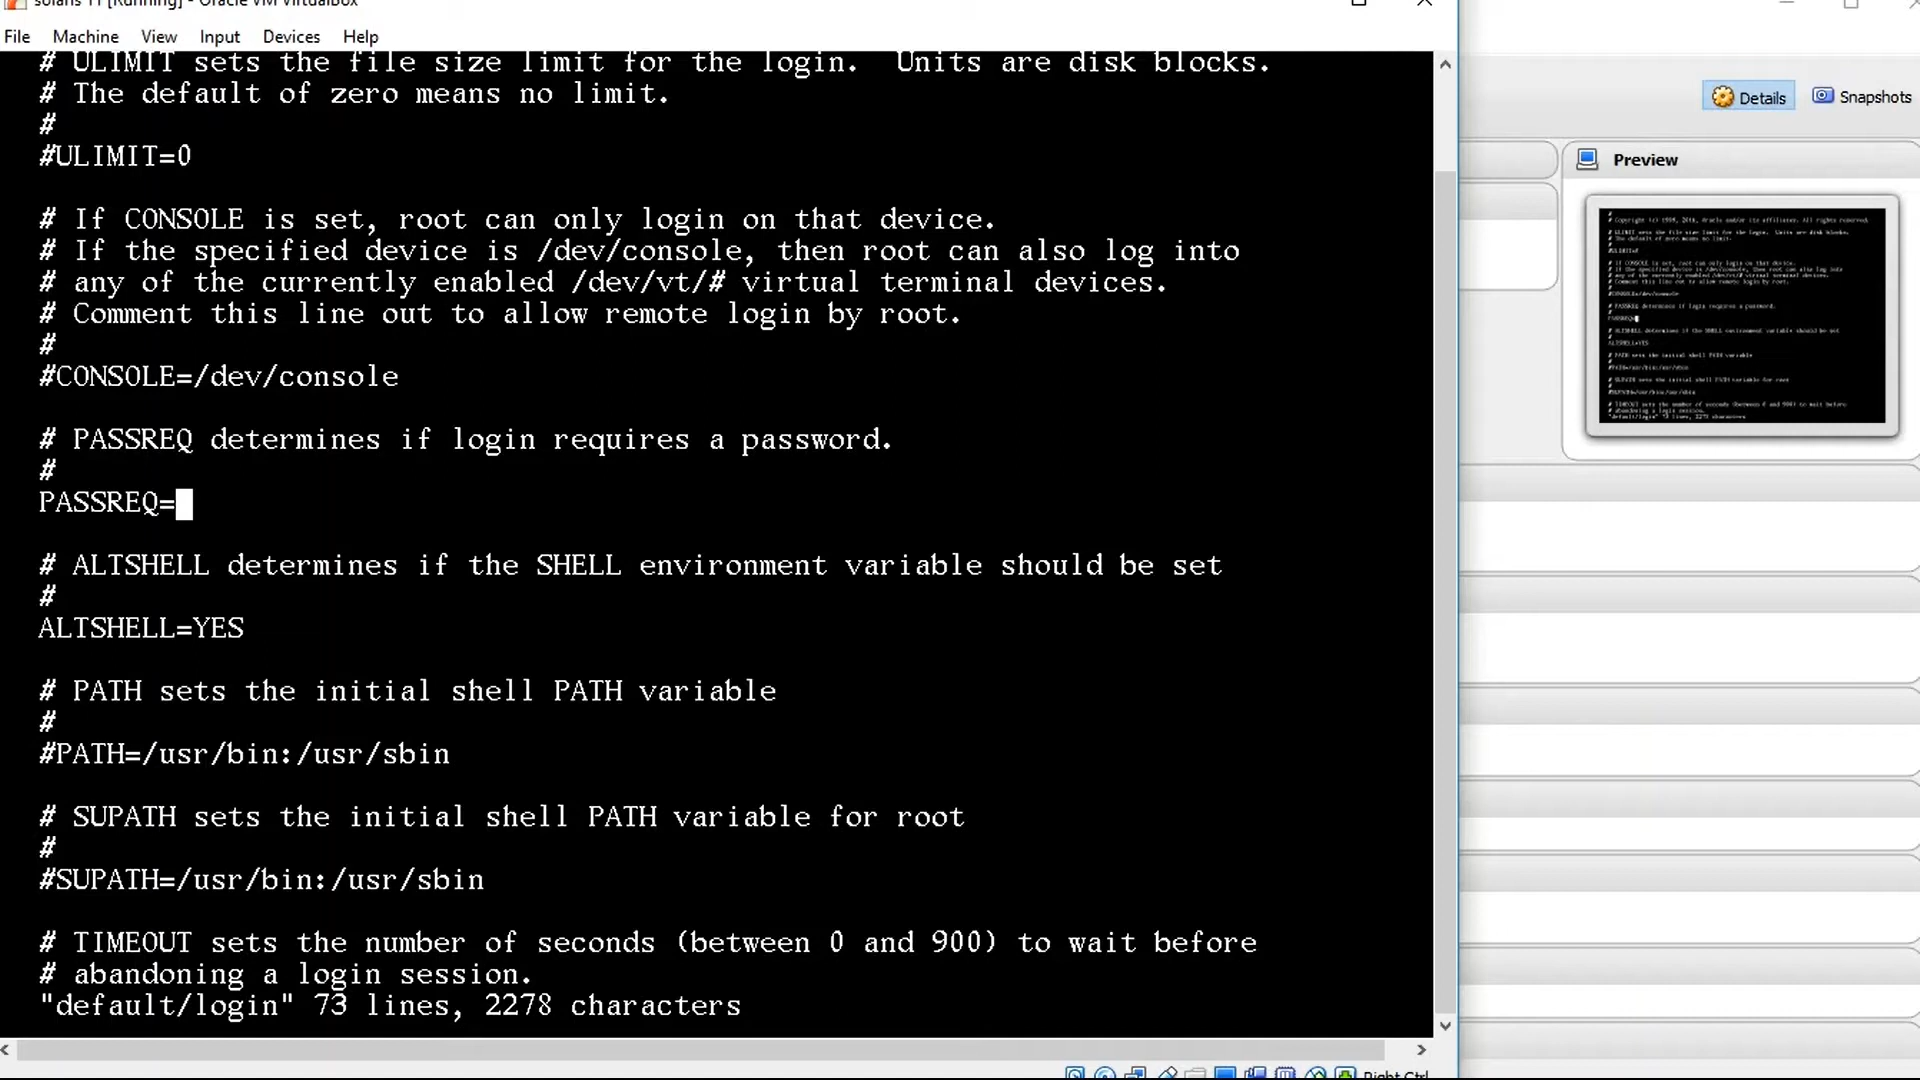 solaris 11 [Running] - Oracle VM VirtualBox
File Machine View Input Devices Help
# ULIMIT sets the file size limit for the login.  Units are disk blocks.
# The default of zero means no limit.
#
#ULIMIT=0
# If CONSOLE is set, root can only login on that device.
# If the specified device is /dev/console, then root can also log into
# any of the currently enabled /dev/vt/# virtual terminal devices.
# Comment this line out to allow remote login by root.
#
#CONSOLE=/dev/console
# PASSREQ determines if login requires a password.
#
PASSREQ=
# ALTSHELL determines if the SHELL environment variable should be set
#
ALTSHELL=YES
# PATH sets the initial shell PATH variable
#
#PATH=/usr/bin:/usr/sbin
# SUPATH sets the initial shell PATH variable for root
#
#SUPATH=/usr/bin:/usr/sbin
# TIMEOUT sets the number of seconds (between 0 and 900) to wait before
# abandoning a login session.
"default/login" 73 lines, 2278 characters
Right Ctrl
Details Snapshots
Preview